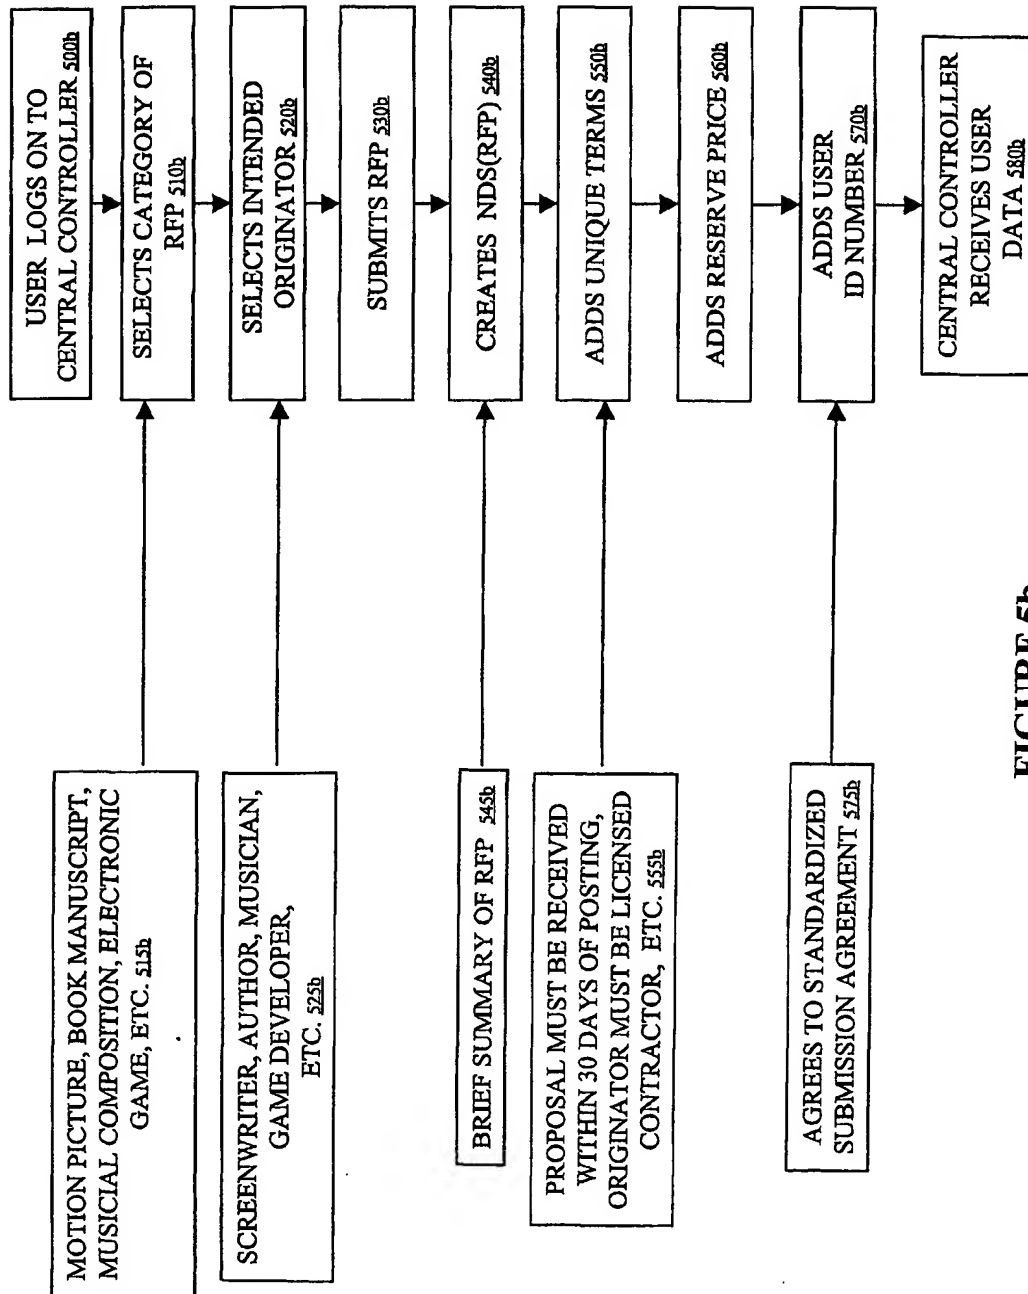 USER LOGS ON TO
CENTRAL CONTROLLER 500b
SELECTS CATEGORY OF
RFP 510b
SELECTS INTENDED
ORIGINATOR 520b
SUBMITS RFP 530b
CREATES NDS(RFP) 540b
ADDS UNIQUE TERMS 550b
ADDS RESERVE PRICE 560b
ADDS USER
ID NUMBER 570b
CENTRAL CONTROLLER
RECEIVES USER
DATA 580b
MOTION PICTURE, BOOK MANUSCRIPT,
MUSICIAL COMPOSITION, ELECTRONIC
GAME, ETC. 515b
SCREENWRITER, AUTHOR, MUSICIAN,
GAME DEVELOPER,
ETC. 525b
BRIEF SUMMARY OF RFP 545b
PROPOSAL MUST BE RECEIVED
WITHIN 30 DAYS OF POSTING,
ORIGINATOR MUST BE LICENSED
CONTRACTOR, ETC. 555b
AGREES TO STANDARDIZED
SUBMISSION AGREEMENT 575b
FIGURE 5b